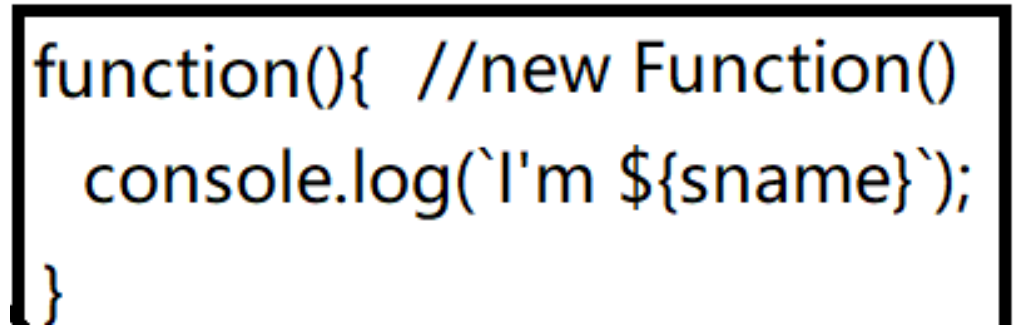 function(){  //new Function()
console.log(`I'm ${sname}`);
}